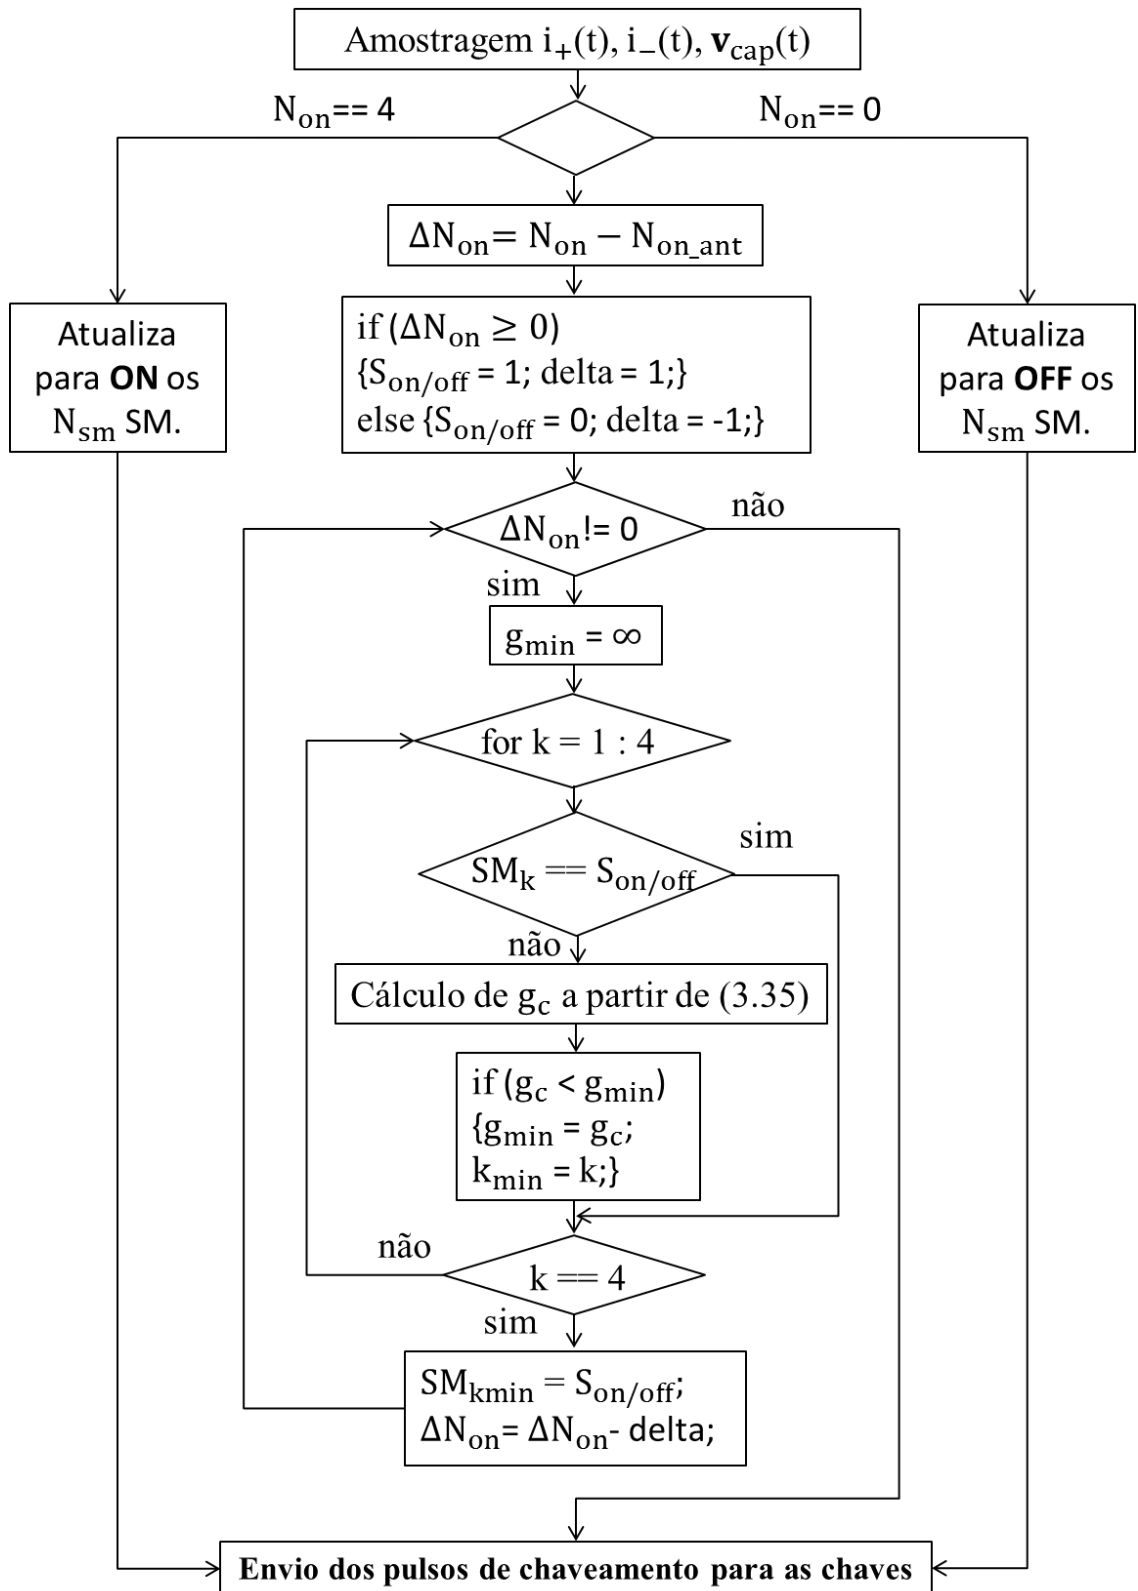 Amostragem i₊(t), i₋(t), v_cap(t)
N_on== 4
N_on== 0
ΔN_on= N_on − N_on_ant
Atualiza
para ON os
N_sm SM.
if (ΔN_on ≥ 0)
{S_on/off = 1; delta = 1;}
else {S_on/off = 0; delta = -1;}
Atualiza
para OFF os
N_sm SM.
ΔN_on!= 0
não
sim
g_min = ∞
for k = 1 : 4
SM_k == S_on/off
sim
não
Cálculo de g_c a partir de (3.35)
if (g_c < g_min)
{g_min = g_c;
k_min = k;}
não
k == 4
sim
SM_kmin = S_on/off;
ΔN_on= ΔN_on- delta;
Envio dos pulsos de chaveamento para as chaves